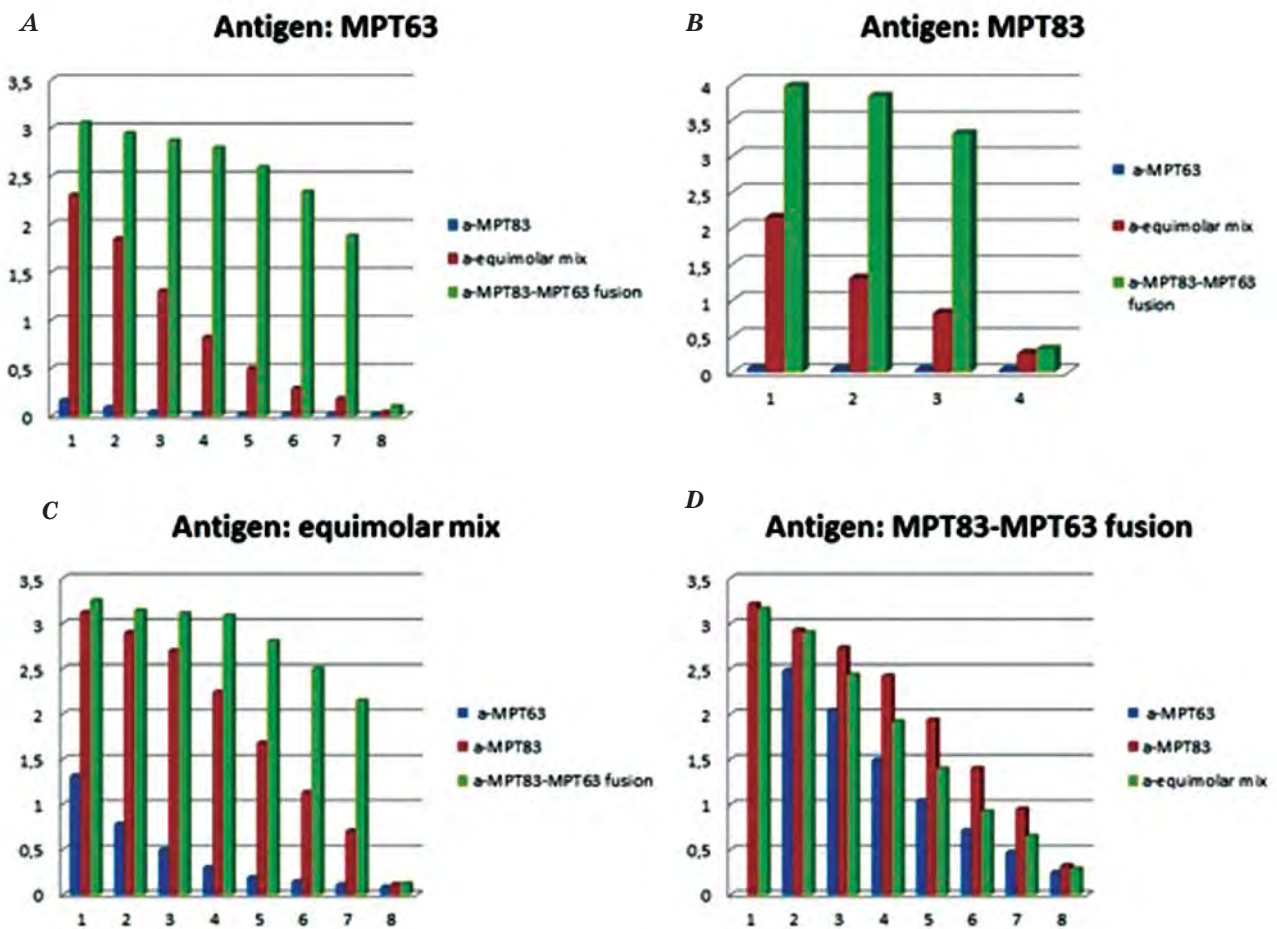 A
Antigen: MPT63
3,5
3
2,5
2
1,5
1
0,5
0
1 2 3 4 5 6 7 8
a-MPT83
a-equimolar mix
a-MPT83-MPT63 fusion
B
Antigen: MPT83
4
3,5
3
2,5
2
1,5
1
0,5
0
1 2 3 4
a-MPT63
a-equimolar mix
a-MPT83-MPT63
fusion
C
Antigen: equimolar mix
3,5
3
2,5
2
1,5
1
0,5
0
1 2 3 4 5 6 7 8
a-MPT63
a-MPT83
a-MPT83-MPT63 fusion
D
Antigen: MPT83-MPT63 fusion
3,5
3
2,5
2
1,5
1
0,5
0
1 2 3 4 5 6 7 8
a-MPT63
a-MPT83
a-equimolar mix